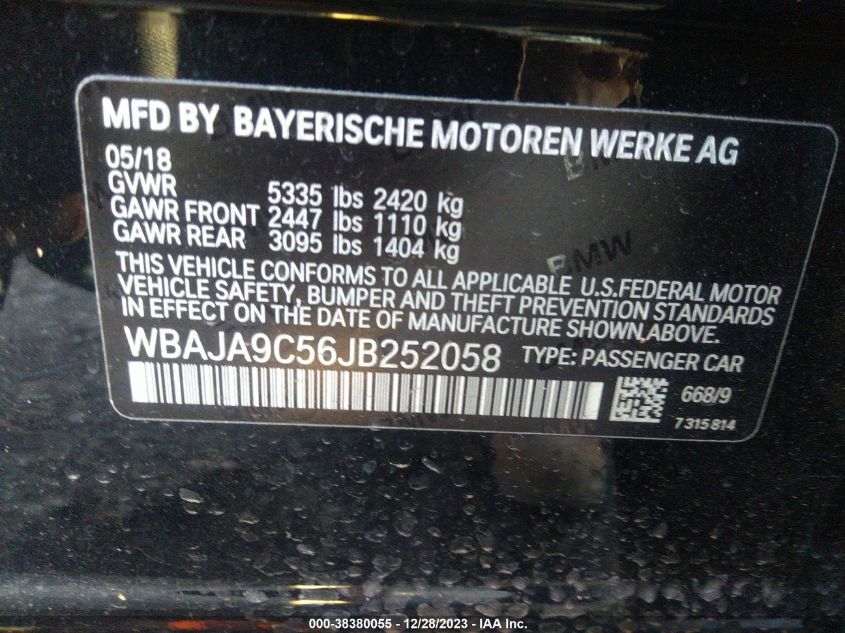 MFD BY BAYERISCHE MOTOREN WERKE AG
05/18
GVWR 5335 lbs 2420 kg
GAWR FRONT 2447 lbs 1110 kg
GAWR REAR 3095 lbs 1404 kg
THIS VEHICLE CONFORMS TO ALL APPLICABLE U.S.FEDERAL MOTOR
VEHICLE SAFETY, BUMPER AND THEFT PREVENTION STANDARDS
IN EFFECT ON THE DATE OF MANUFACTURE SHOWN ABOVE.
WBAJA9C56JB252058 TYPE: PASSENGER CAR
668/9
7315814
BMW
000-38380055 - 12/28/2023 - IAA Inc.